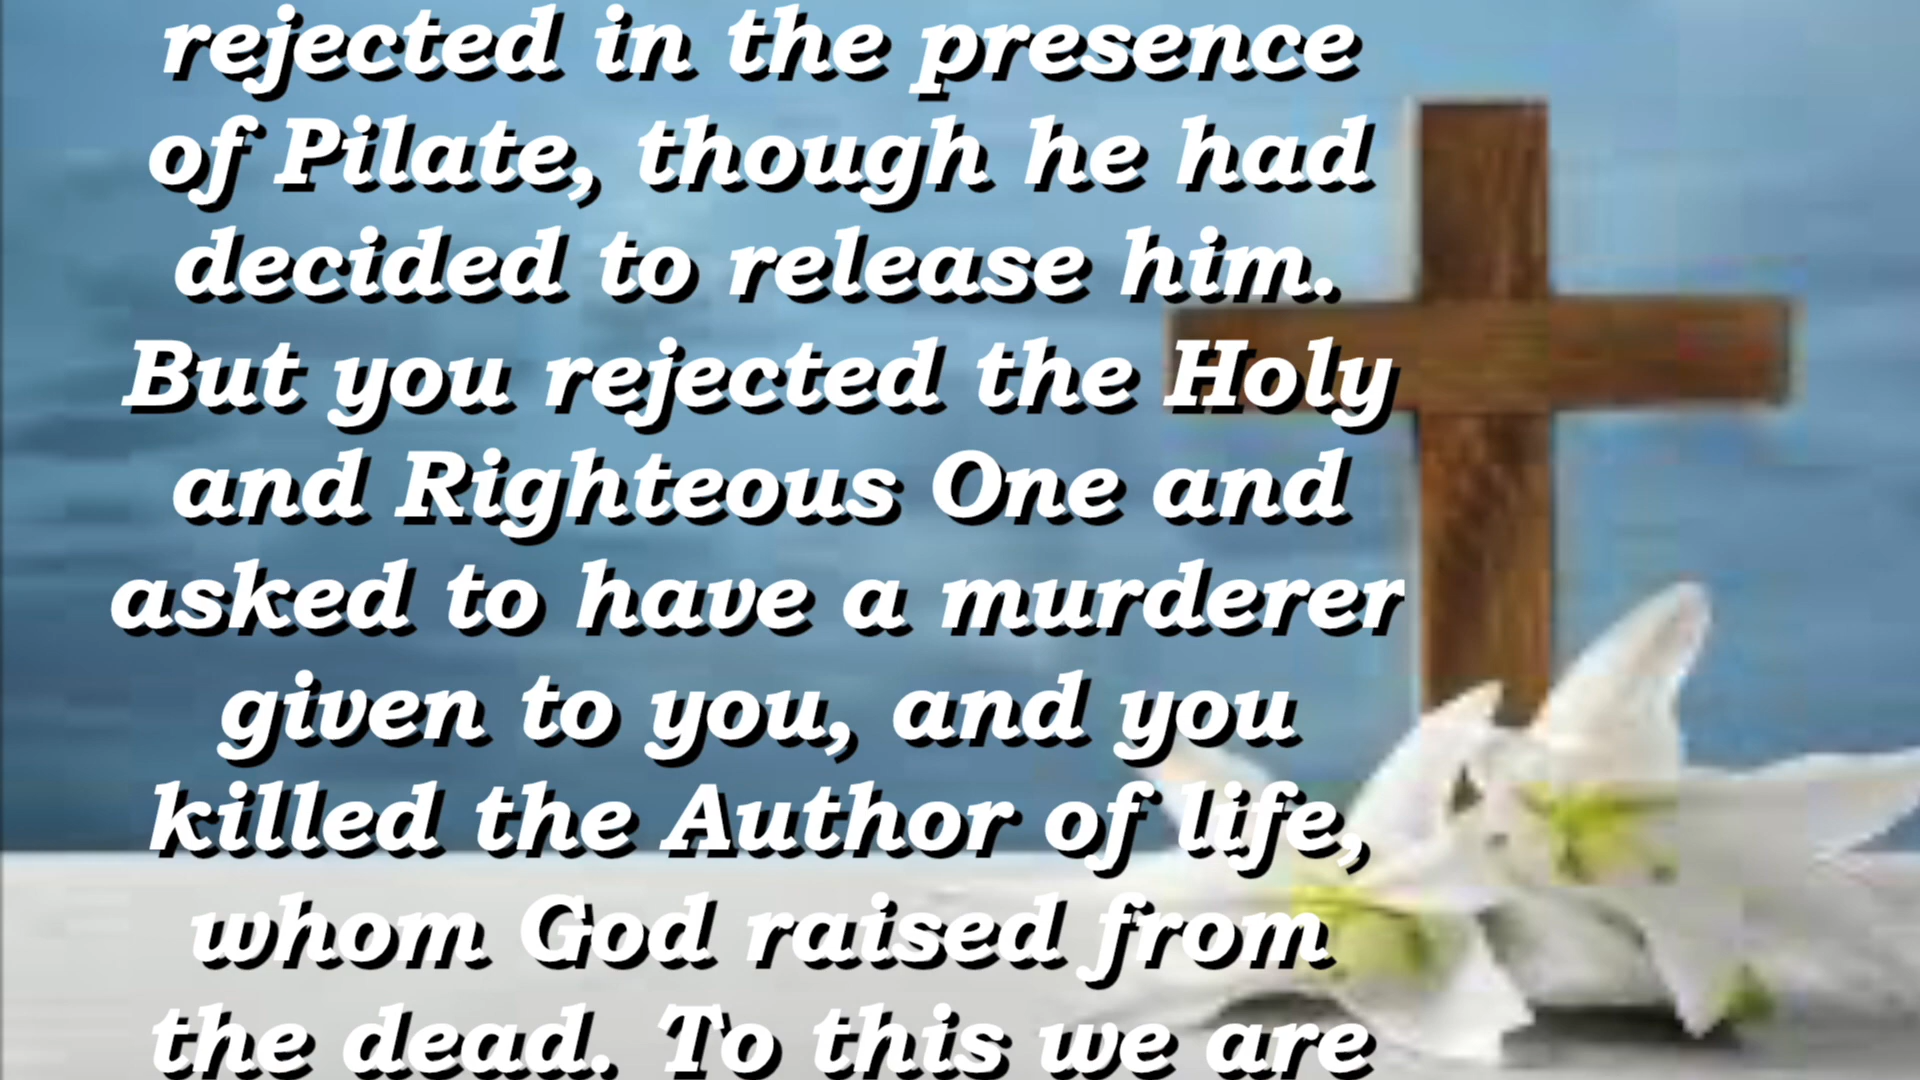 rejected in the presence
of Pilate, though he had
decided to release him.
But you rejected the Holy
and Righteous One and
asked to have a murderer
given to you, and you
killed the Author of life,
whom God raised from
the dead. To this we are